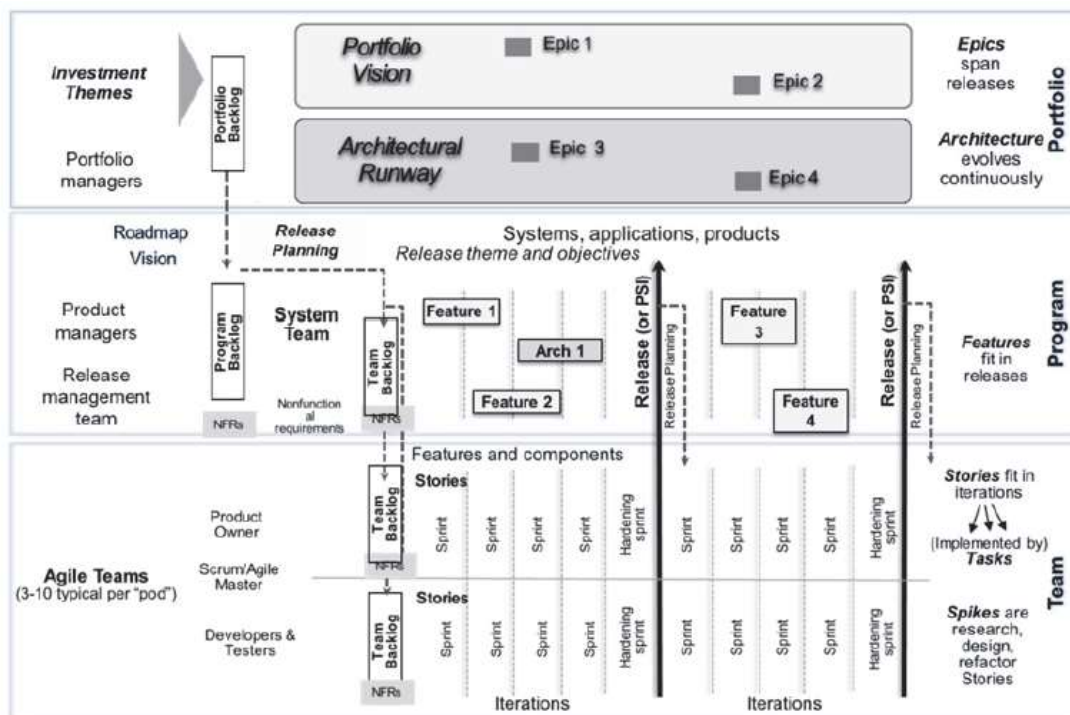 Investment
Themes
Portfolio
managers
Portfolio
Backlog
Portfolio
Vision
Epic 1
Epic 2
Architectural
Runway
Epic 3
Epic 4
Epics
span
releases
Architecture
evolves
continuously
Portfolio
Roadmap
Vision
Release
Planning
Systems, applications, products
Release theme and objectives
Product
managers
Release
management
team
Program
Backlog
NFRs
System
Team
Nonfunction
al
requirements
Team
Backlog
NFRs
Feature 1
Arch 1
Feature 2
Release (or PSI)
Release Planning
Feature
3
Feature
4
Release (or PSI)
Release Planning
Features
fit in
releases
Program
Features and components
Agile Teams
(3-10 typical per "pod")
Product
Owner
Scrum/Agile
Master
Developers &
Testers
Team
Backlog
NFRs
Stories
Sprint
Sprint
Sprint
Sprint
Hardening
sprint
Sprint
Sprint
Sprint
Sprint
Hardening
sprint
Team
Backlog
NFRs
Stories
Sprint
Sprint
Sprint
Sprint
Hardening
sprint
Sprint
Sprint
Sprint
Sprint
Hardening
sprint
Iterations
Iterations
Stories fit in
iterations
(Implemented by)
Tasks
Spikes are
research,
design,
refactor
Stories
Team